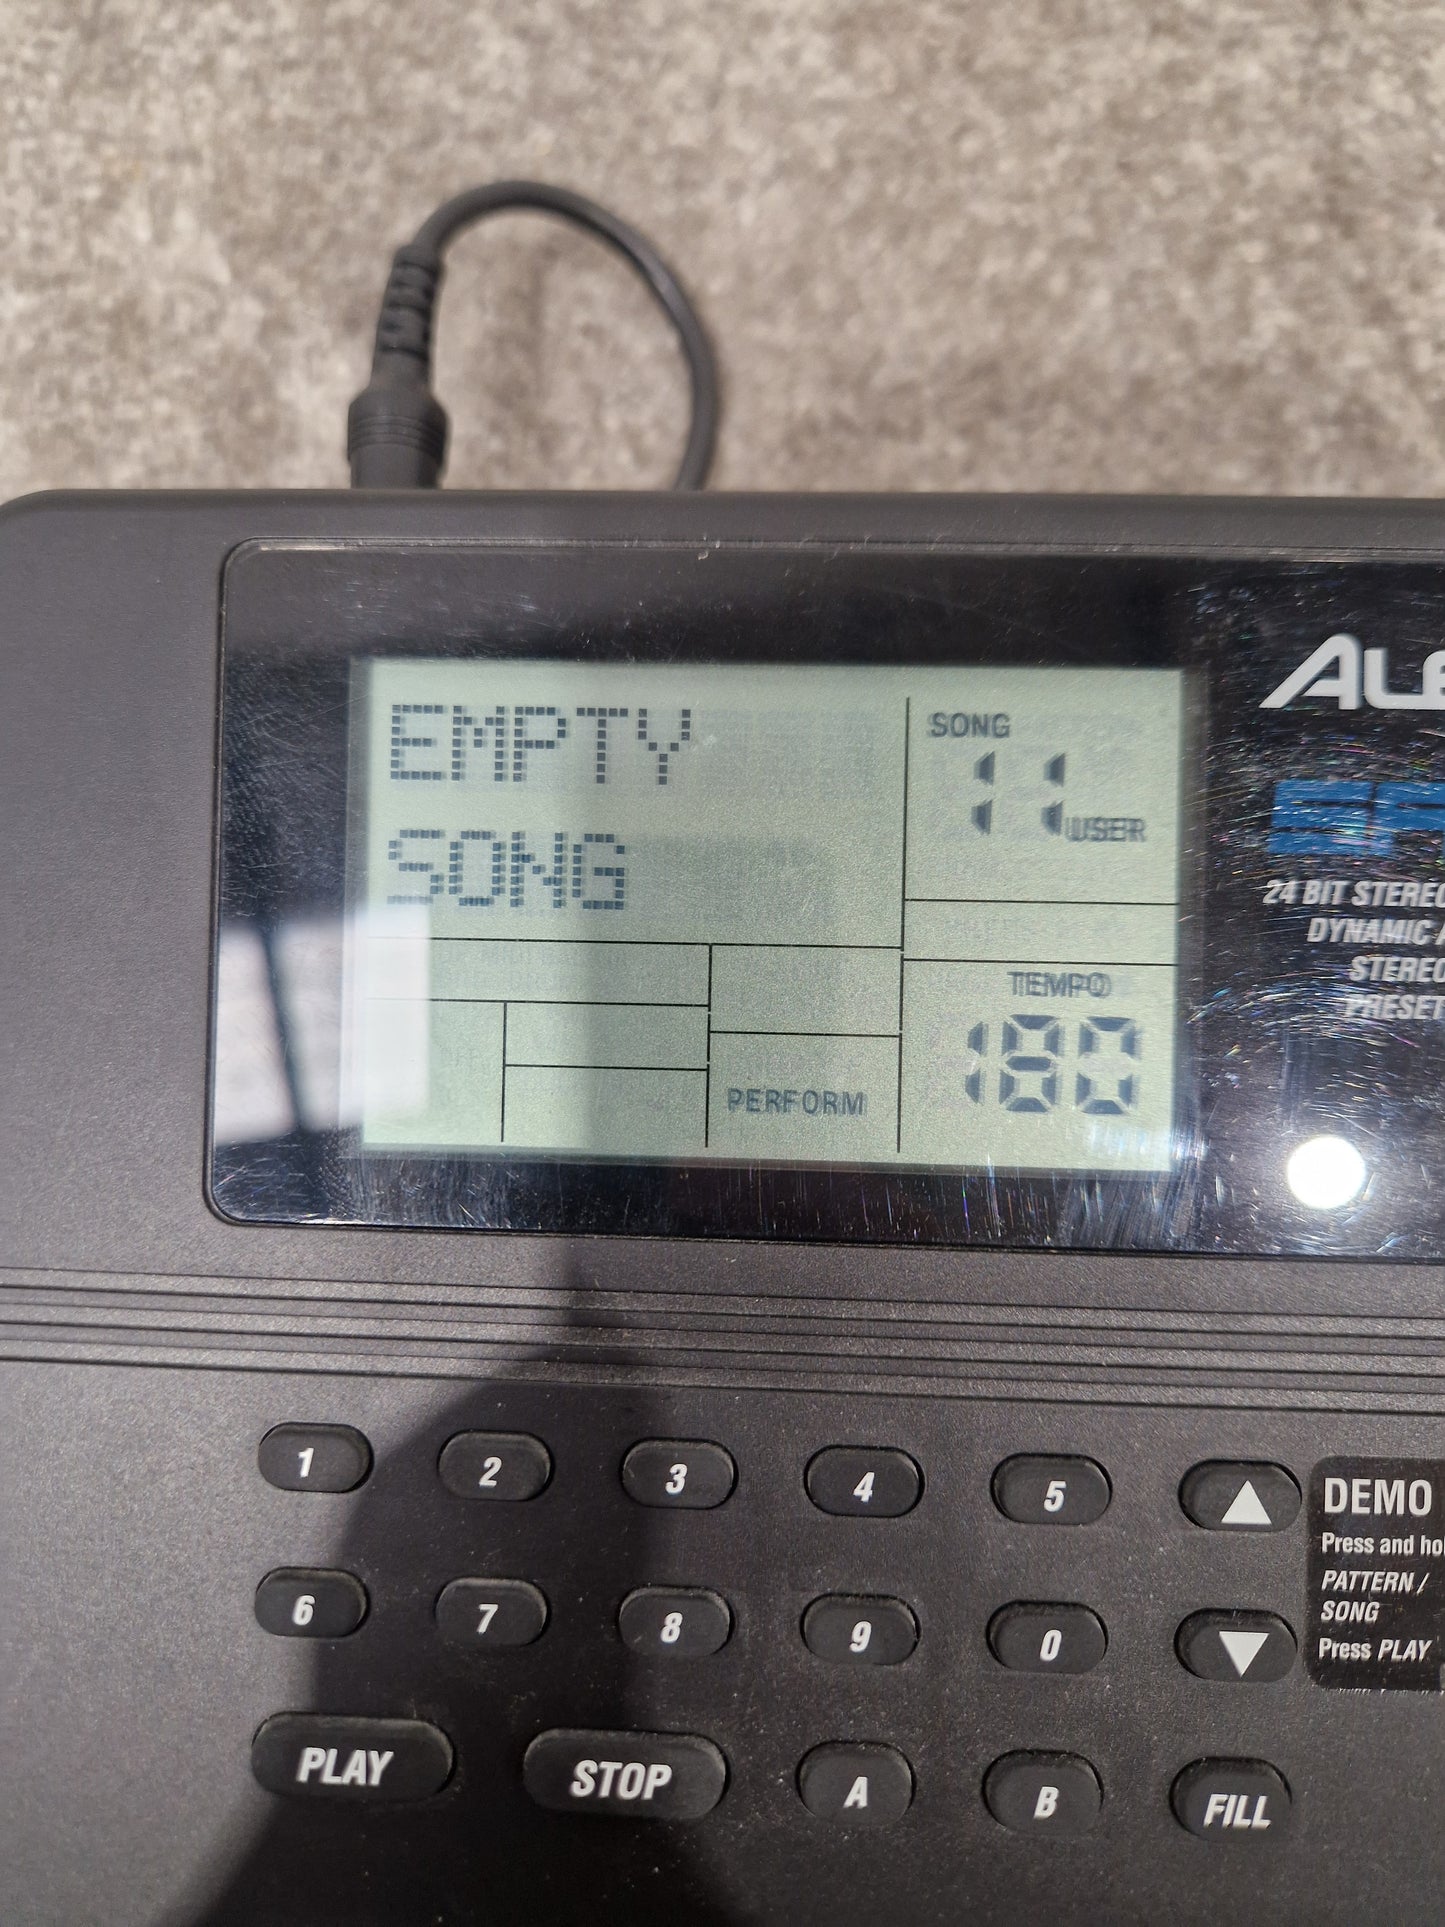 EMPTY
SONG
SONG
11
USER
TEMPO
180
PERFORM
24 BIT STEREO
DYNAMIC
STEREO
PRESET
1
2
3
4
5
▲
6
7
8
9
0
▼
DEMO
Press and
PATTERN /
SONG
Press PLAY
PLAY
STOP
A
B
FILL